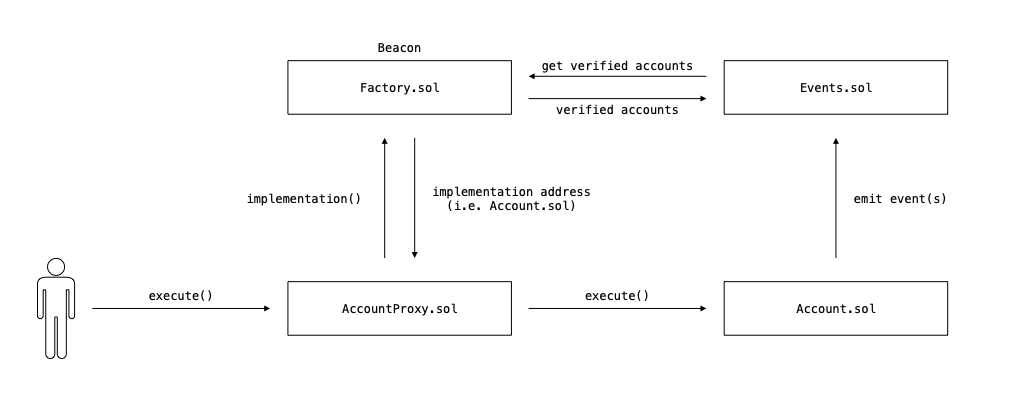 Beacon
Factory.sol
get verified accounts
verified accounts
Events.sol
implementation()
implementation address
(i.e. Account.sol)
emit event(s)
execute()
AccountProxy.sol
execute()
Account.sol